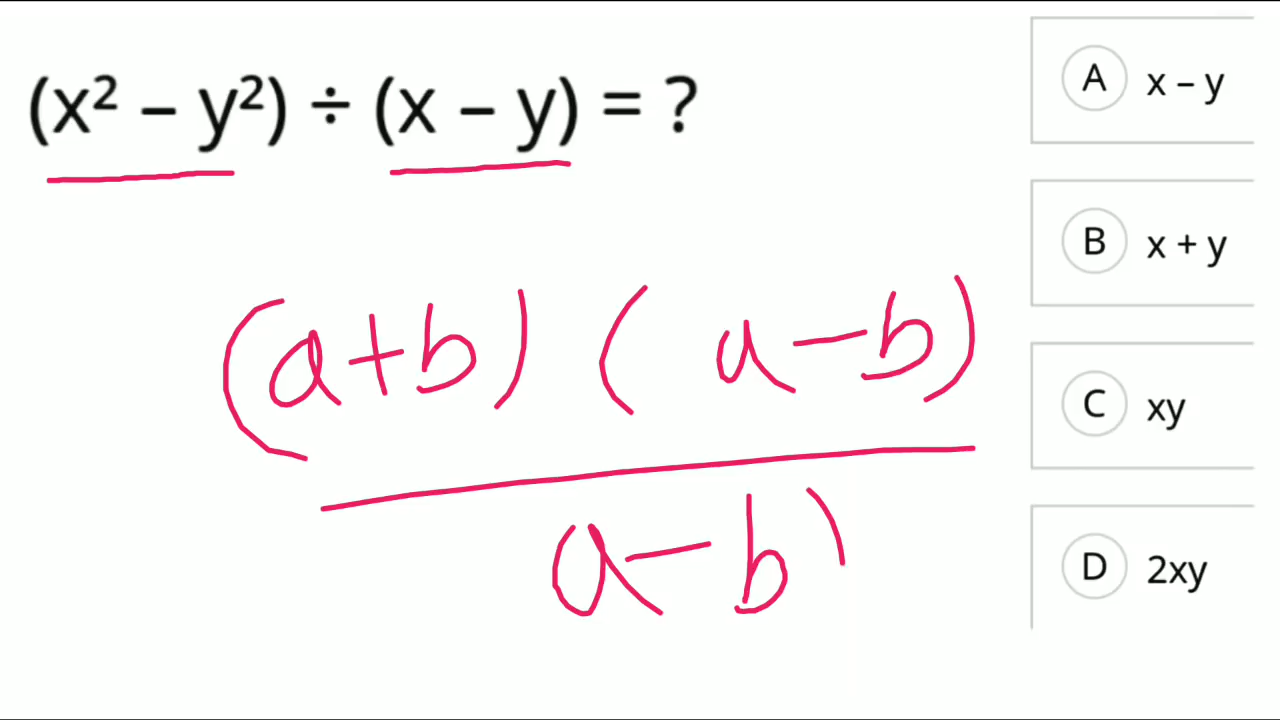 (x² – y²) ÷ (x – y) = ?
(a+b) (a-b)
a-b)
A x – y
B x + y
C xy
D 2xy